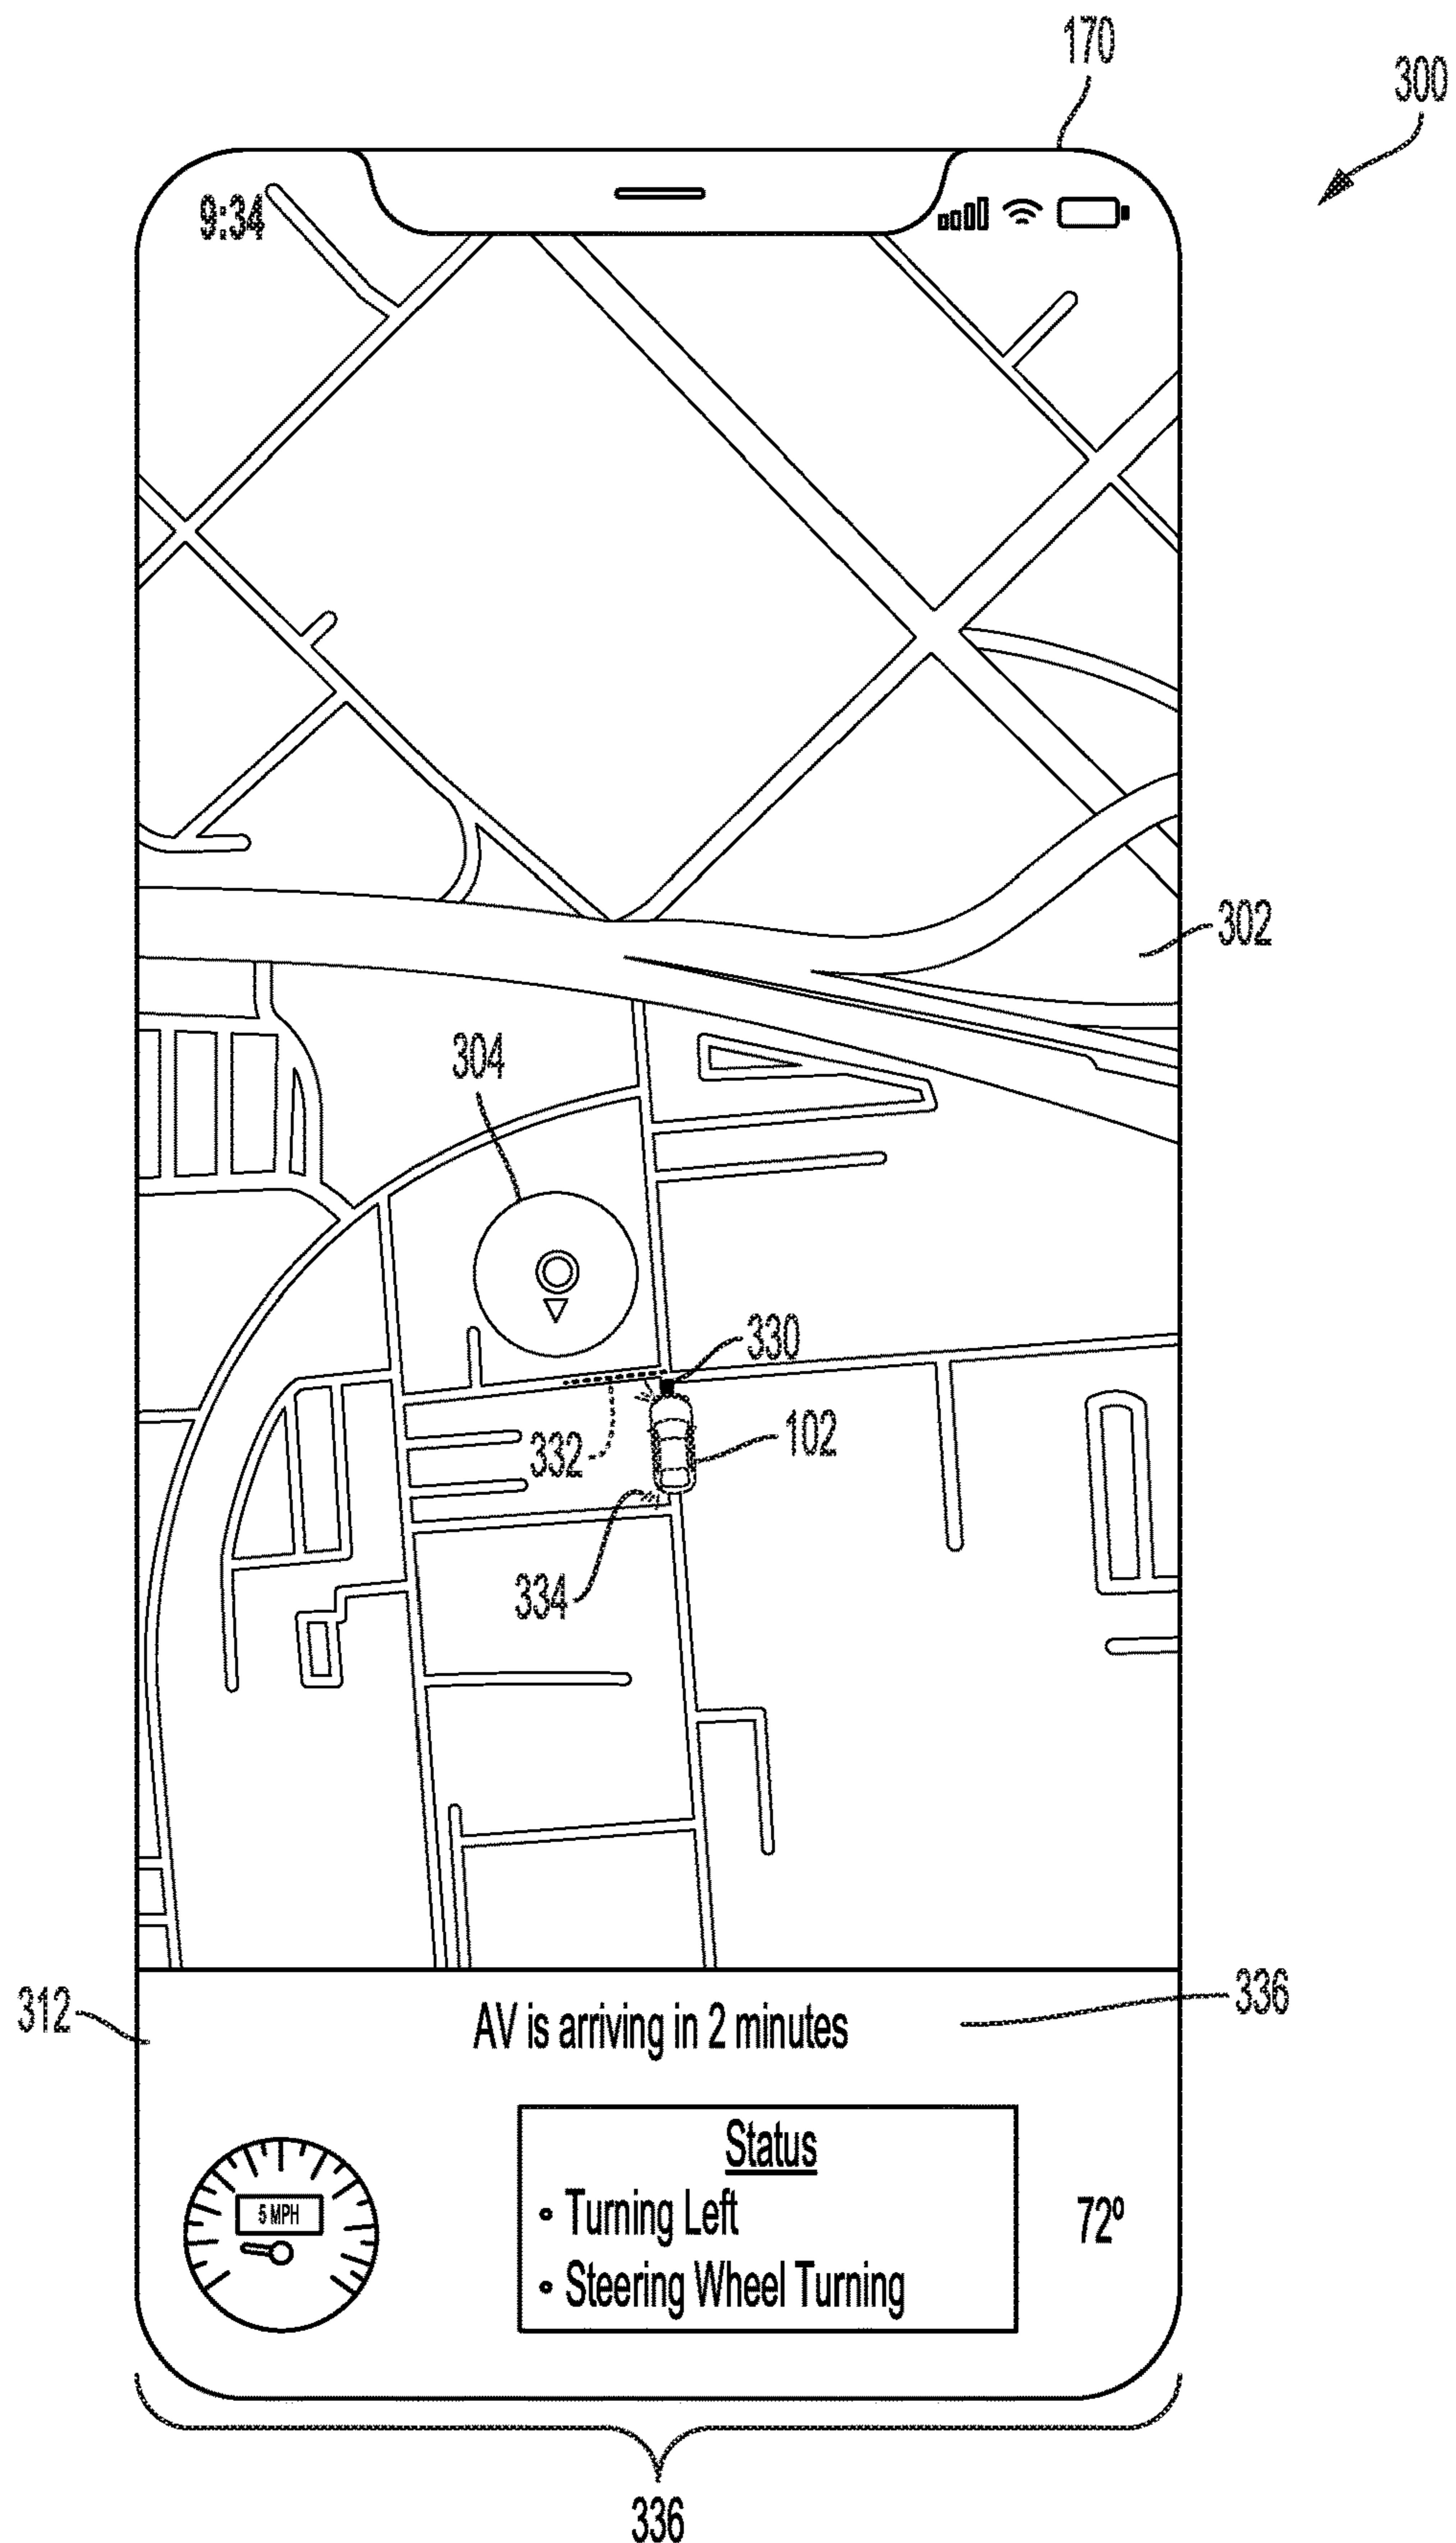 170
300
9:34
302
304
330
332
102
334
312
336
AV is arriving in 2 minutes
Status
5 MPH
• Turning Left
72º
• Steering Wheel Turning
336